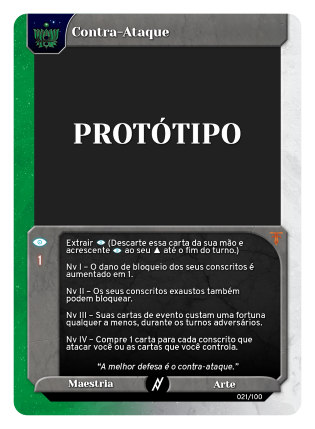 Contra-Ataque
PROTÓTIPO
1
Extrair (Descarte essa carta da sua mão e
acrescente ao seu ▲ até o fim do turno.)
Nv I – O dano de bloqueio dos seus conscritos é
aumentado em 1.
Nv II – Os seus conscritos exaustos também
podem bloquear.
Nv III – Suas cartas de evento custam uma fortuna
qualquer a menos, durante os turnos adversários.
Nv IV – Compre 1 carta para cada conscrito que
atacar você ou as cartas que você controla.
"A melhor defesa é o contra-ataque."
Maestria
Arte
021/100